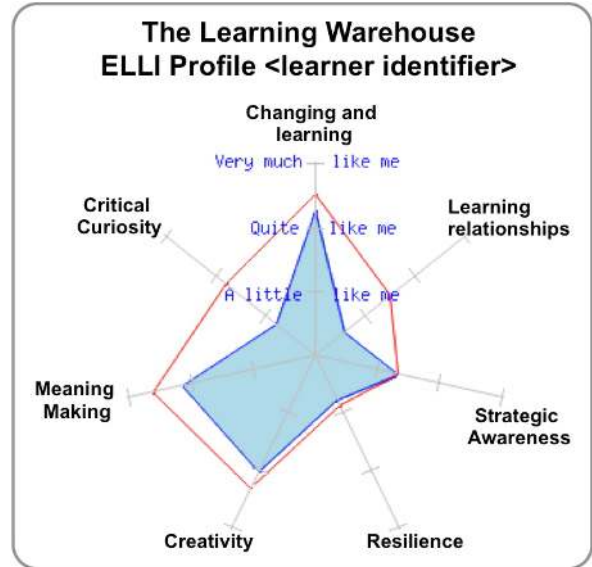 The Learning Warehouse
ELLI Profile <learner identifier>
Changing and
learning
Very much like me
Critical
Curiosity
Learning
relationships
Quite like me
A little like me
Meaning
Making
Strategic
Awareness
Creativity
Resilience